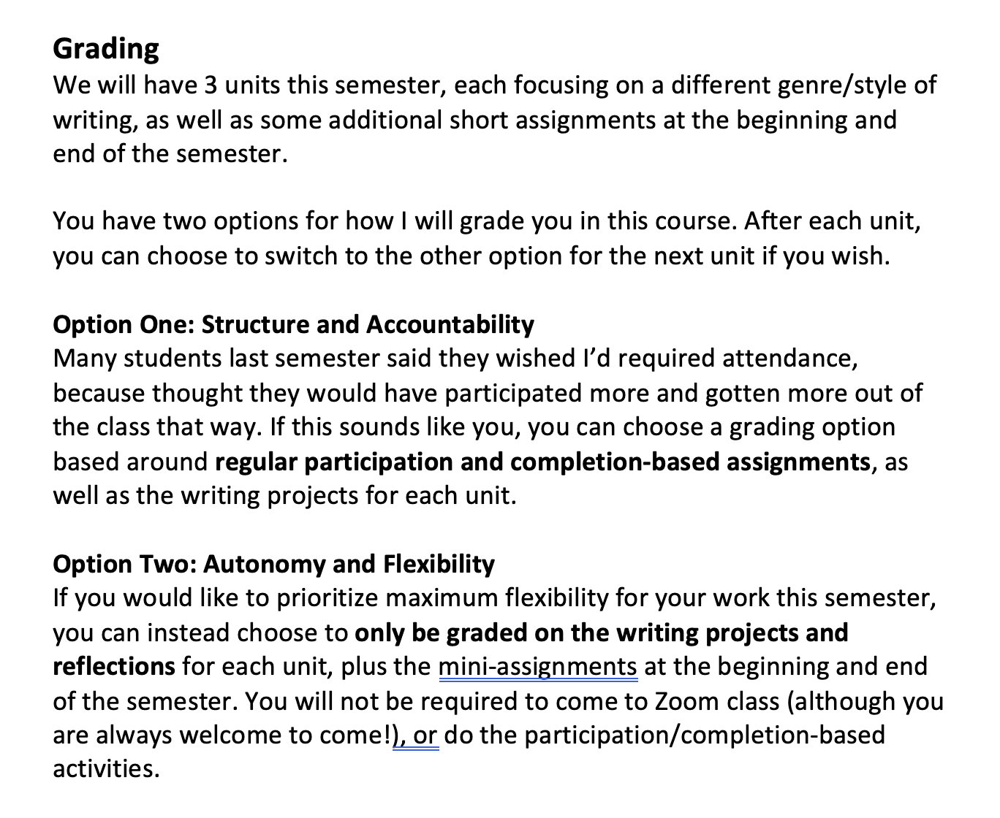 Grading
We will have 3 units this semester, each focusing on a different genre/style of
writing, as well as some additional short assignments at the beginning and
end of the semester.
You have two options for how I will grade you in this course. After each unit,
you can choose to switch to the other option for the next unit if you wish.
Option One: Structure and Accountability
Many students last semester said they wished I’d required attendance,
because thought they would have participated more and gotten more out of
the class that way. If this sounds like you, you can choose a grading option
based around regular participation and completion-based assignments, as
well as the writing projects for each unit.
Option Two: Autonomy and Flexibility
If you would like to prioritize maximum flexibility for your work this semester,
you can instead choose to only be graded on the writing projects and
reflections for each unit, plus the mini-assignments at the beginning and end
of the semester. You will not be required to come to Zoom class (although you
are always welcome to come!), or do the participation/completion-based
activities.